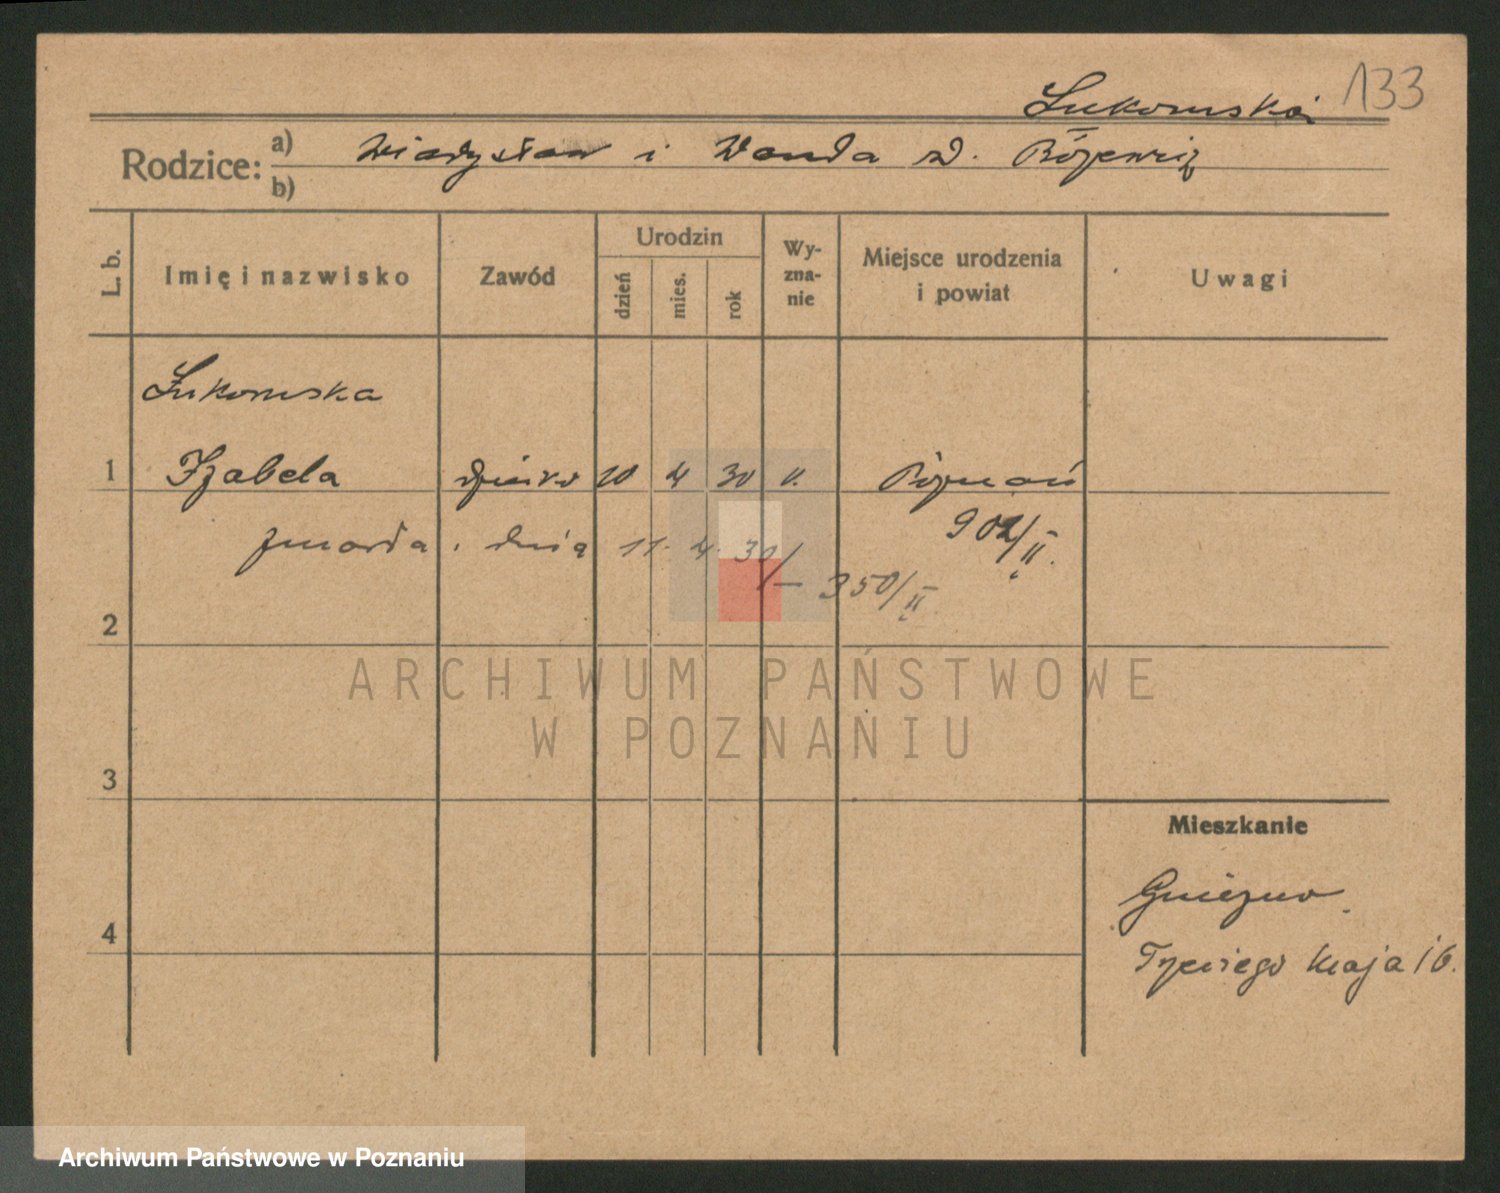 Łukomska 133
Rodzice: a) Władysław i Wanda z d.
b)
L. b. Imię i nazwisko Zawód Urodzin dzień mies. rok Wyznanie Miejsce urodzenia i powiat Uwagi
Łukomska
1 Izabela dziecko 10 4 30 Poznań
zmarła. dnia 11. 4. 30/— 350/II 902/II.
2
ARCHIWUM PAŃSTWOWE
W POZNANIU
3
Mieszkanie
Gniezno
4
Trzeciego Maja 16.
Archiwum Państwowe w Poznaniu